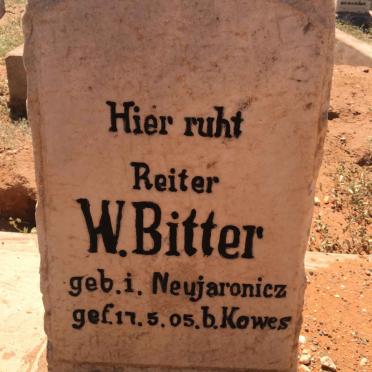 Hier ruht
Reiter
W. Bitter
geb. i. Neujaronicz
gef. 17. 5. 05. b. Kowes